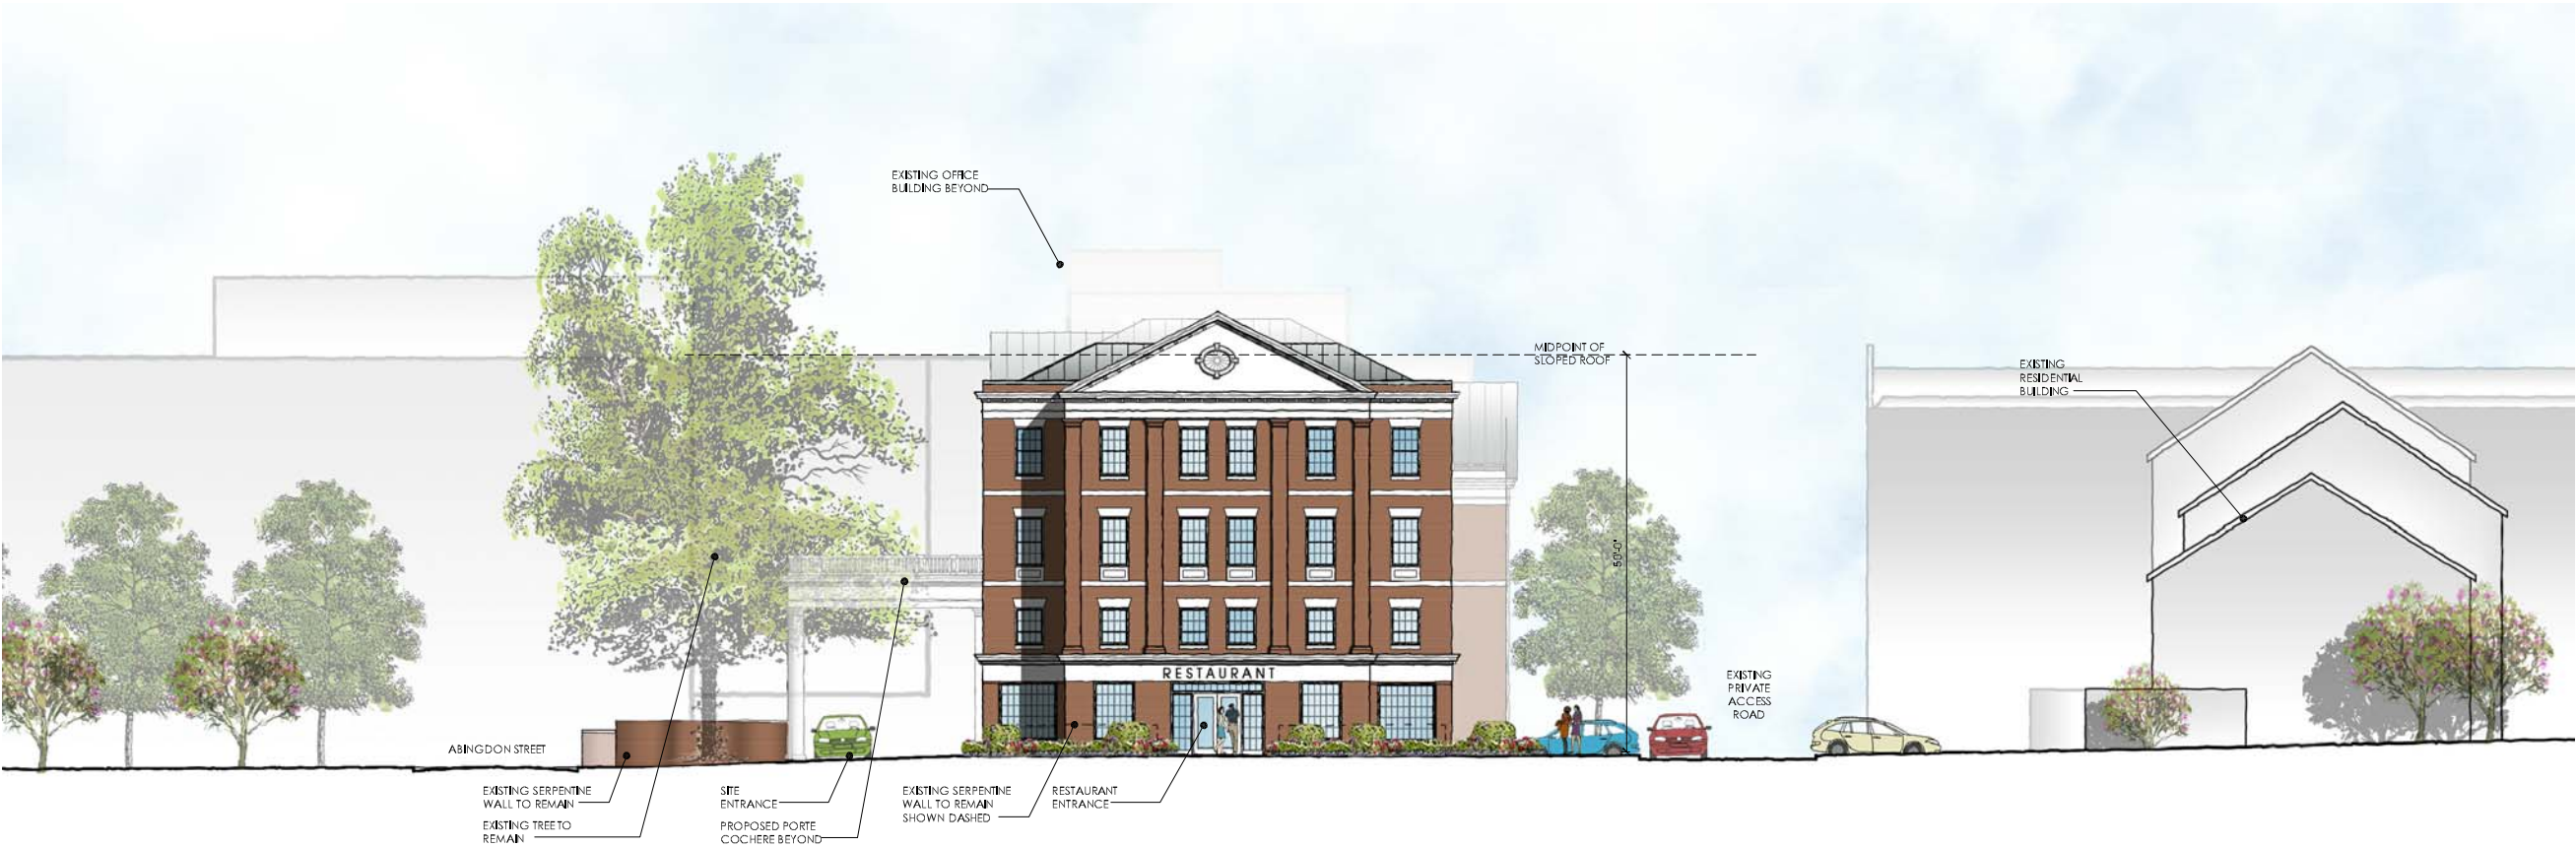 EXISTING OFFICE
BUILDING BEYOND
MIDPOINT OF
SLOPED ROOF
EXISTING
RESIDENTIAL
BUILDING
50'-0"
RESTAURANT
EXISTING
PRIVATE
ACCESS
ROAD
ABINGDON STREET
EXISTING SERPENTINE
WALL TO REMAIN
EXISTING TREE TO
REMAIN
SITE
ENTRANCE
PROPOSED PORTE
COCHERE BEYOND
EXISTING SERPENTINE
WALL TO REMAIN
SHOWN DASHED
RESTAURANT
ENTRANCE